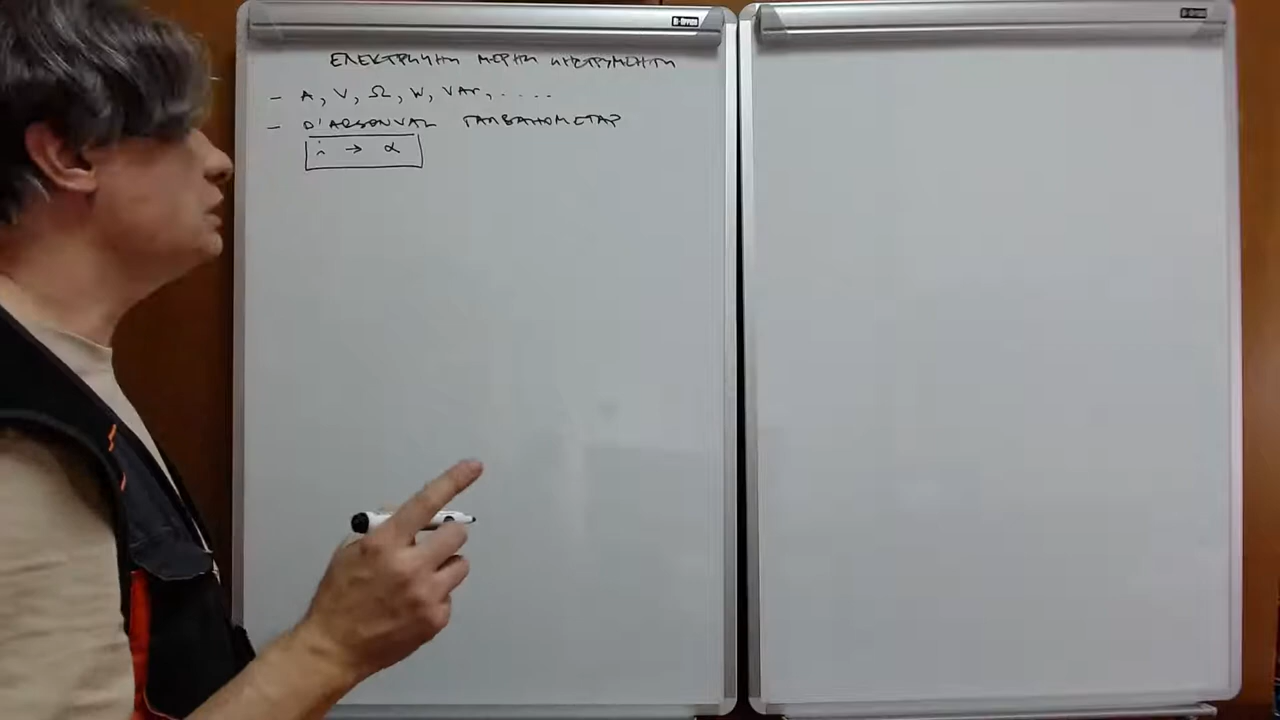 ЕЛЕКТРИЧНИ МЕРНИ ИНСТРУМЕНТИ
- A, V, Ω, W, VAr, .....
- D'ARSONVAL ГАЛВАНОМЕТАР
i → α